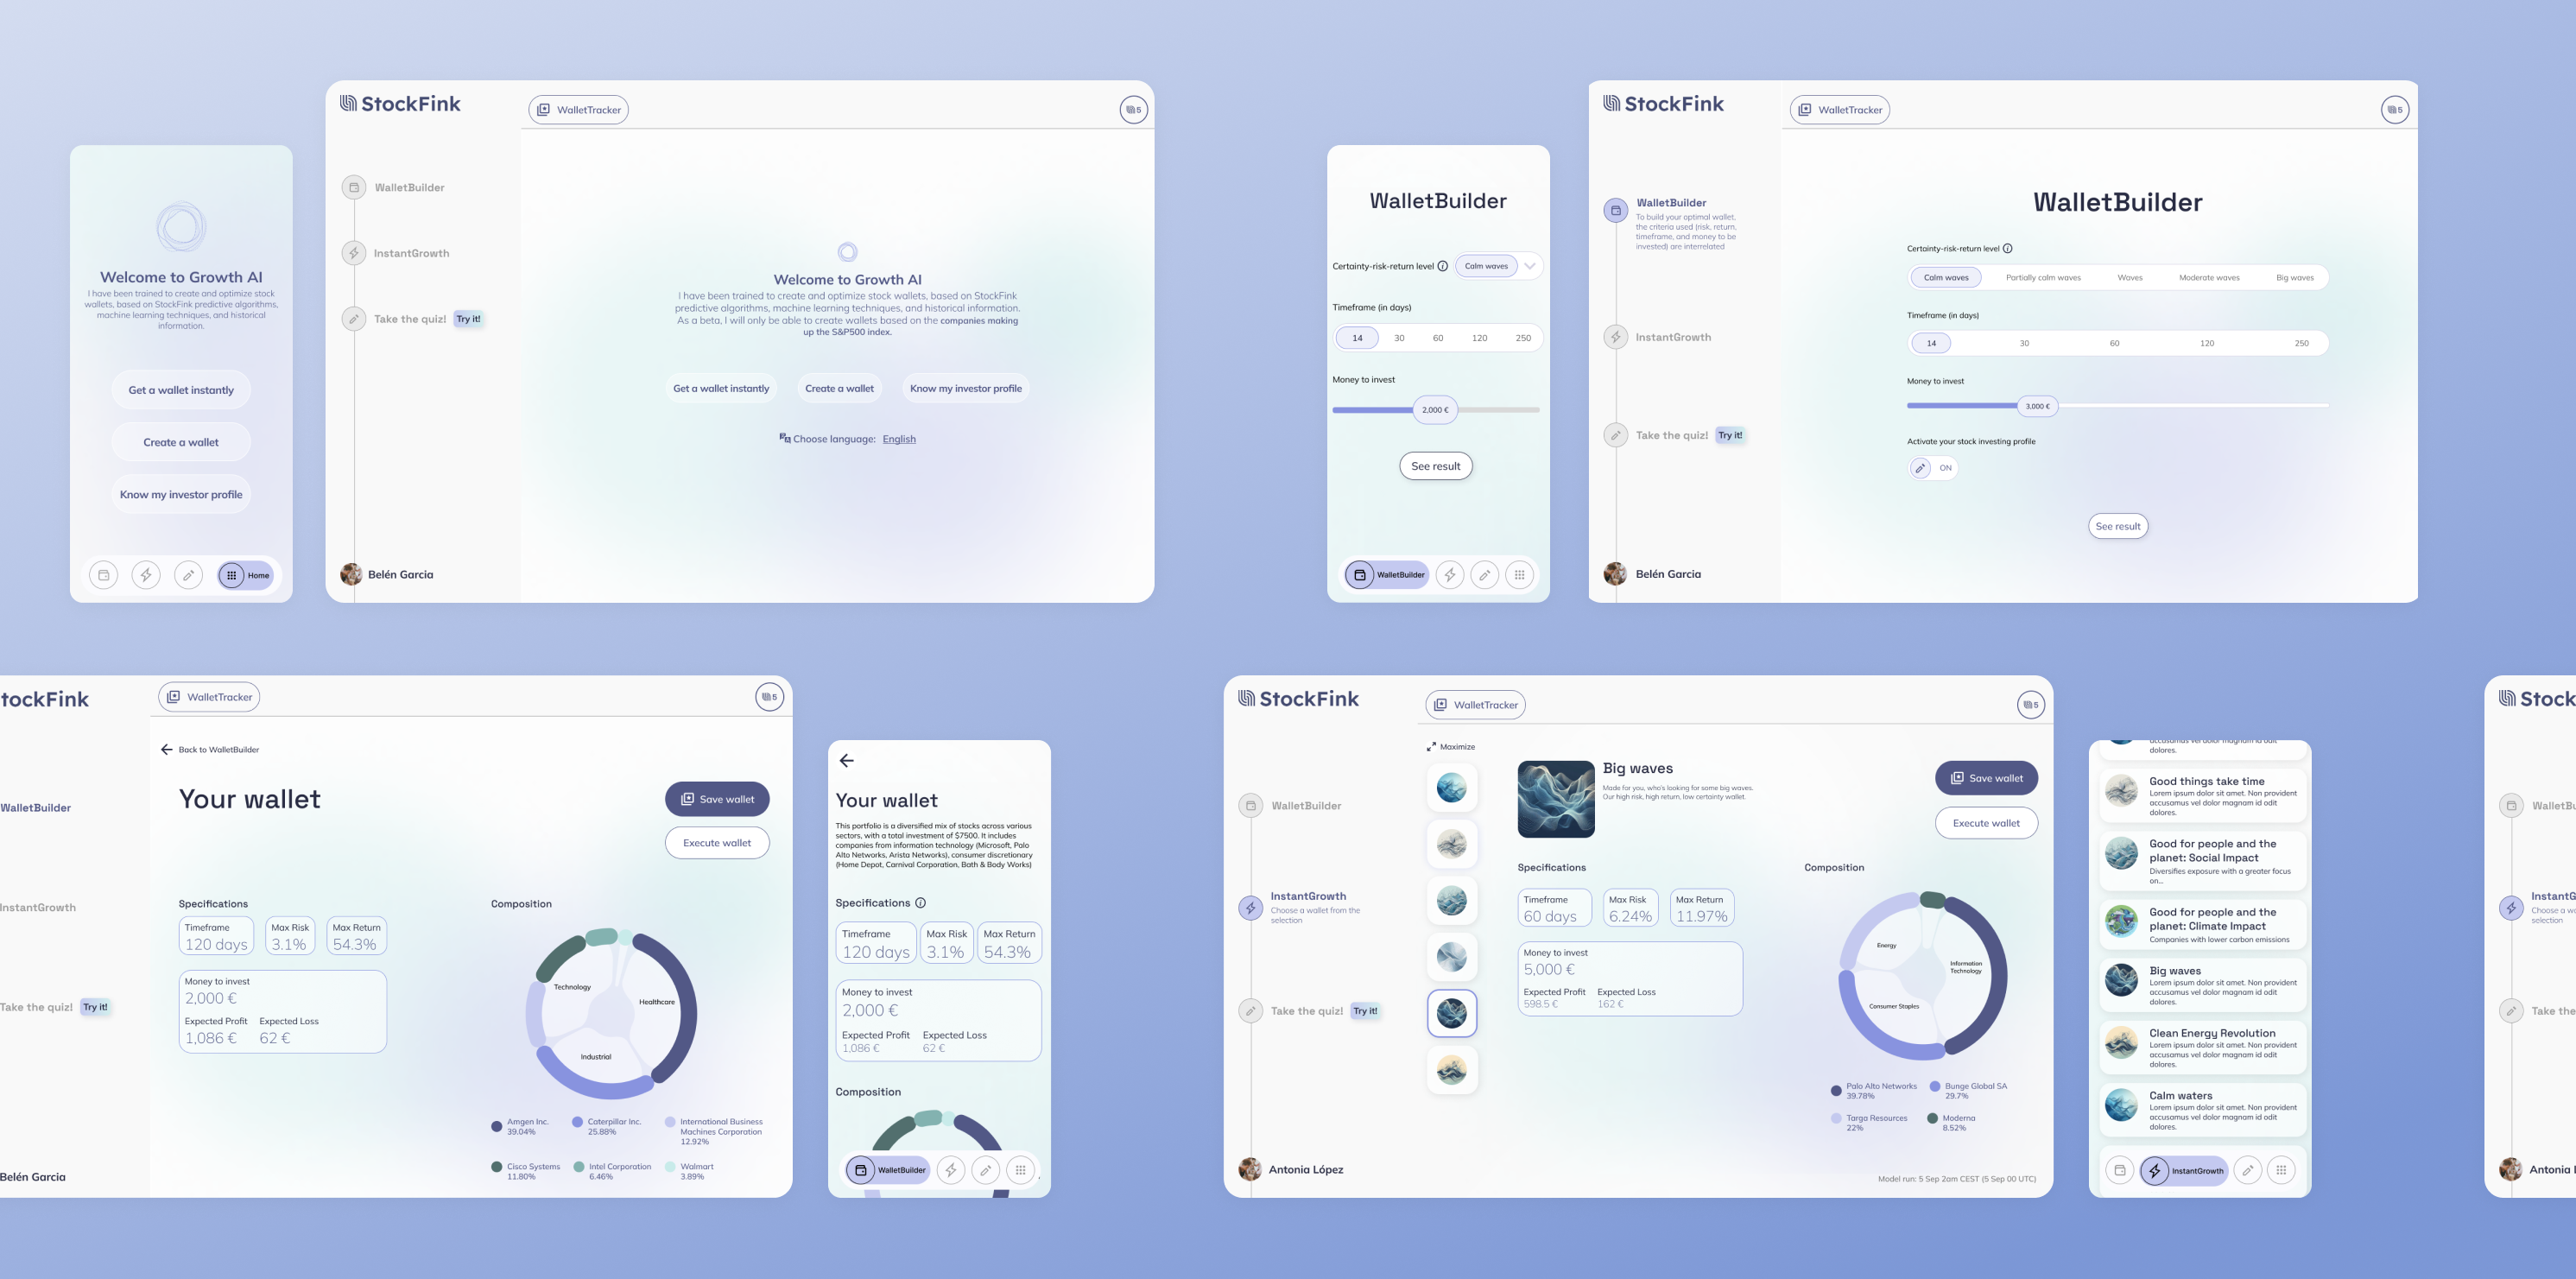 Welcome to Growth AI
I have been trained to create and optimize stock
wallets, based on StockFink predictive algorithms,
machine learning techniques, and historical
information.
Get a wallet instantly
Create a wallet
Know my investor profile
Home
StockFink
WalletTracker
5
WalletBuilder
InstantGrowth
Take the quiz! Try it!
Belén Garcia
Welcome to Growth AI
I have been trained to create and optimize stock wallets, based on StockFink
predictive algorithms, machine learning techniques, and historical information.
As a beta, I will only be able to create wallets based on the companies making
up the S&P500 index.
Get a wallet instantly Create a wallet Know my investor profile
Choose language: English
WalletBuilder
Certainty-risk-return level Calm waves
Timeframe (in days)
14 30 60 120 250
Money to invest
2,000 €
See result
WalletBuilder
StockFink
WalletTracker
5
WalletBuilder
To build your optimal wallet,
the criteria used (risk, return,
timeframe, and money to be
invested) are interrelated
InstantGrowth
Take the quiz! Try it!
Belén Garcia
WalletBuilder
Certainty-risk-return level
Calm waves Partially calm waves Waves Moderate waves Big waves
Timeframe (in days)
14 30 60 120 250
Money to invest
3,000 €
Activate your stock investing profile
ON
See result
tockFink
WalletTracker
5
WalletBuilder
nstantGrowth
Take the quiz! Try it!
Belén Garcia
Back to WalletBuilder
Your wallet
Save wallet
Execute wallet
Specifications
Timeframe
120 days
Max Risk
3.1%
Max Return
54.3%
Money to invest
2,000 €
Expected Profit Expected Loss
1,086 € 62 €
Composition
Technology
Healthcare
Industrial
Amgen Inc.
39.04%
Caterpillar Inc.
25.88%
International Business
Machines Corporation
12.92%
Cisco Systems
11.80%
Intel Corporation
6.46%
Walmart
3.89%
Your wallet
This portfolio is a diversified mix of stocks across various
sectors, with a total investment of $7500. It includes
companies from information technology (Microsoft, Palo
Alto Networks, Arista Networks), consumer discretionary
(Home Depot, Carnival Corporation, Bath & Body Works)
Specifications
Timeframe
120 days
Max Risk
3.1%
Max Return
54.3%
Money to invest
2,000 €
Expected Profit Expected Loss
1,086 € 62 €
Composition
WalletBuilder
StockFink
WalletTracker
5
WalletBuilder
InstantGrowth
Choose a wallet from the
selection
Take the quiz! Try it!
Antonia López
Maximize
Big waves
Made for you, who's looking for some big waves.
Our high risk, high return, low certainty wallet.
Save wallet
Execute wallet
Specifications
Timeframe
60 days
Max Risk
6.24%
Max Return
11.97%
Money to invest
5,000 €
Expected Profit Expected Loss
598.5 € 162 €
Composition
Energy
Information
Technology
Consumer Staples
Palo Alto Networks
39.78%
Bunge Global SA
29.7%
Targa Resources
22%
Moderna
8.52%
Model run: 5 Sep 2am CEST (5 Sep 00 UTC)
accusamus vel dolor magnam id odit
dolores.
Good things take time
Lorem ipsum dolor sit amet. Non provident
accusamus vel dolor magnam id odit
dolores.
Good for people and the
planet: Social Impact
Diversifies exposure with a greater focus
on...
Good for people and the
planet: Climate Impact
Companies with lower carbon emissions
Big waves
Lorem ipsum dolor sit amet. Non provident
accusamus vel dolor magnam id odit
dolores.
Clean Energy Revolution
Lorem ipsum dolor sit amet. Non provident
accusamus vel dolor magnam id odit
dolores.
Calm waters
Lorem ipsum dolor sit amet. Non provident
accusamus vel dolor magnam id odit
dolores.
InstantGrowth
Stock
WalletBu
InstantG
Choose a wa
selection
Take the
Antonia